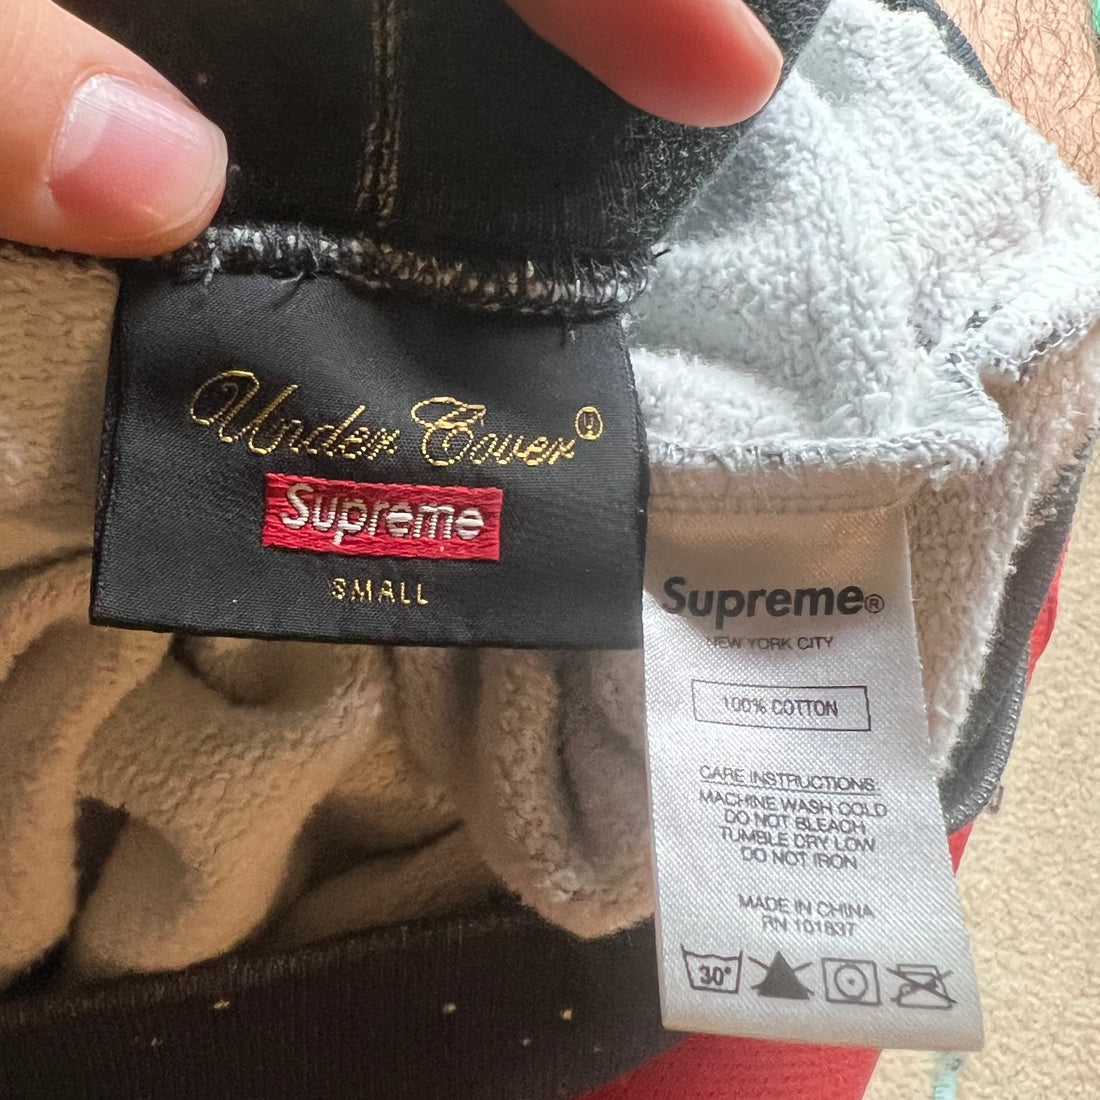 Under Cover
Supreme
SMALL
Supreme®
NEW YORK CITY
100% COTTON
CARE INSTRUCTIONS:
MACHINE WASH COLD
DO NOT BLEACH
TUMBLE DRY LOW
DO NOT IRON
MADE IN CHINA
RN 101837
30°